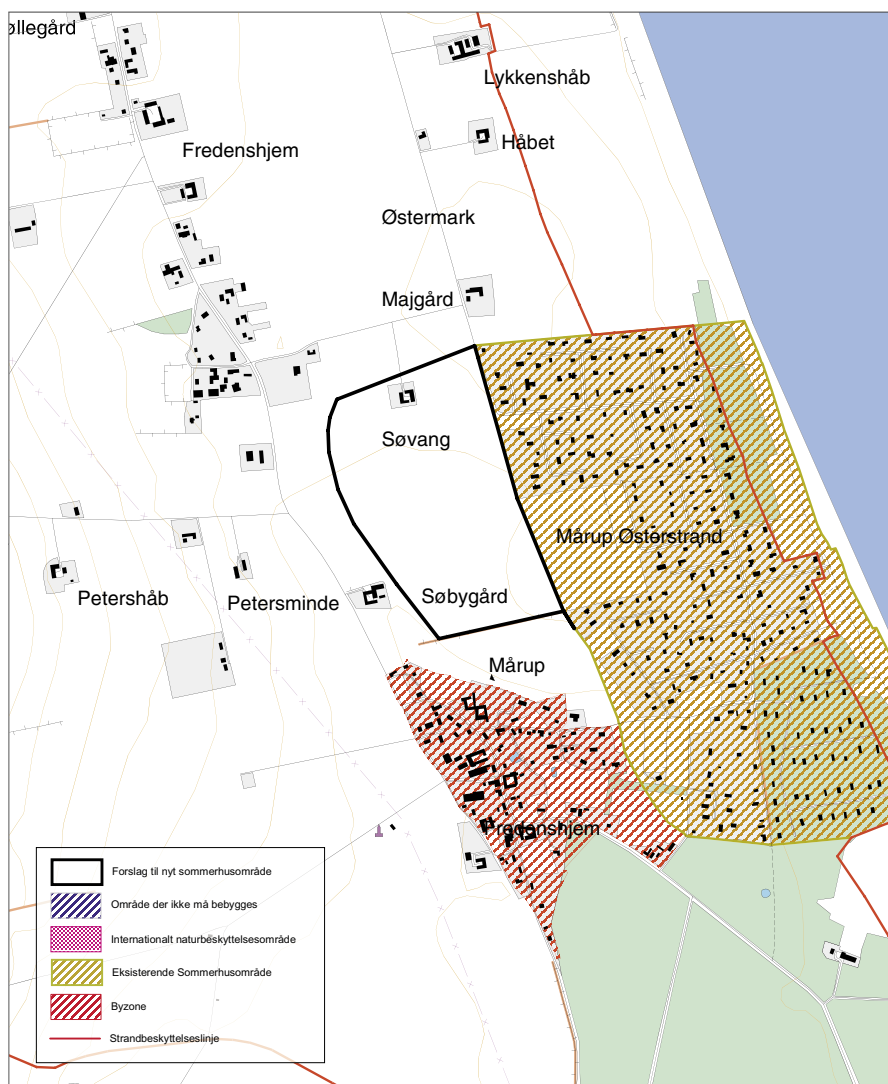 øllegård
Lykkenshåb
Håbet
Fredenshjem
Østermark
Majgård
Søvang
Mårup Østerstrand
Petershåb
Petersminde
Søbygård
Mårup
Fredenshjem
Forslag til nyt sommerhusområde
Område der ikke må bebygges
Internationalt naturbeskyttelsesområde
Eksisterende Sommerhusområde
Byzone
Strandbeskyttelseslinje